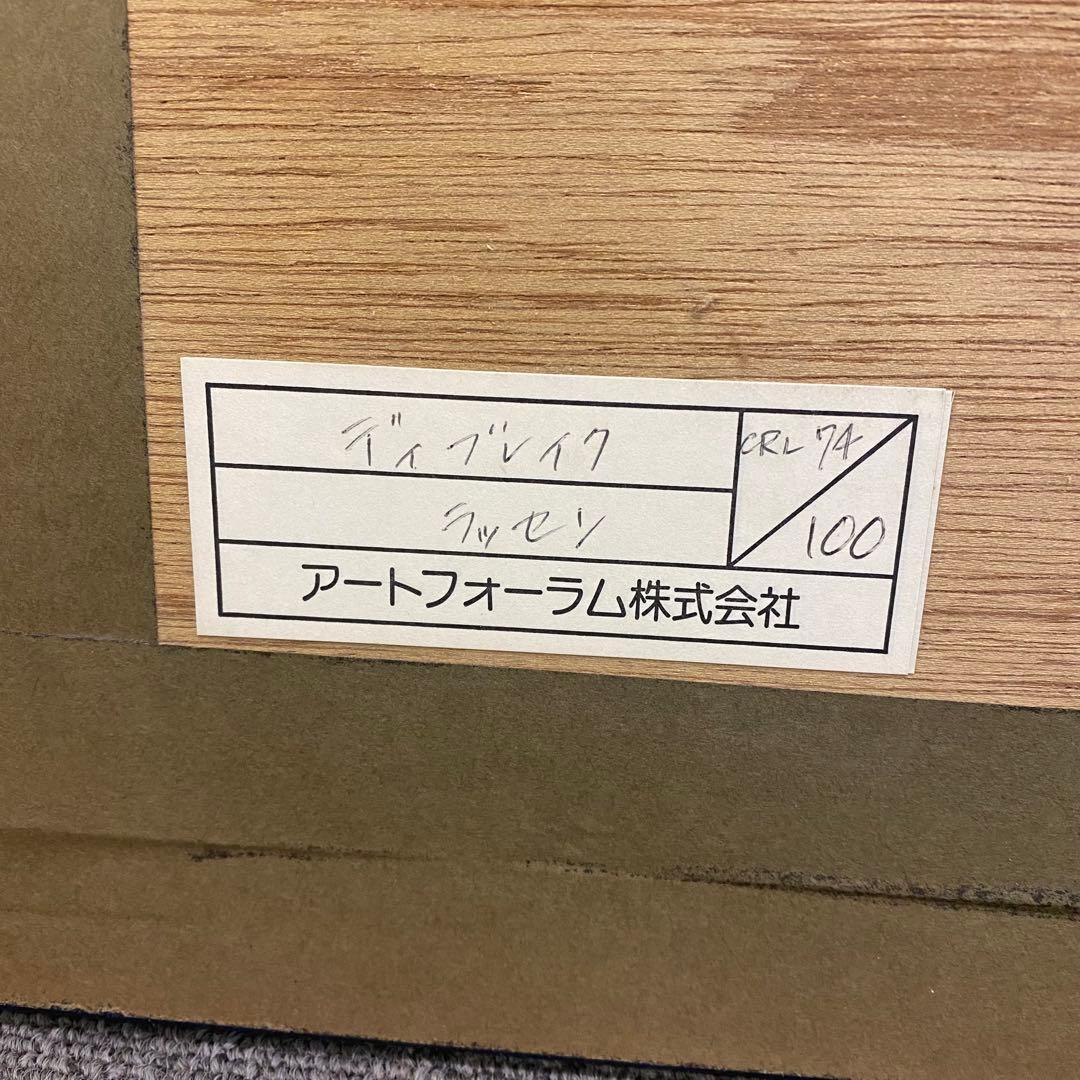 ディブレイク
CRL 74
100
ラッセン
アートフォーラム株式会社